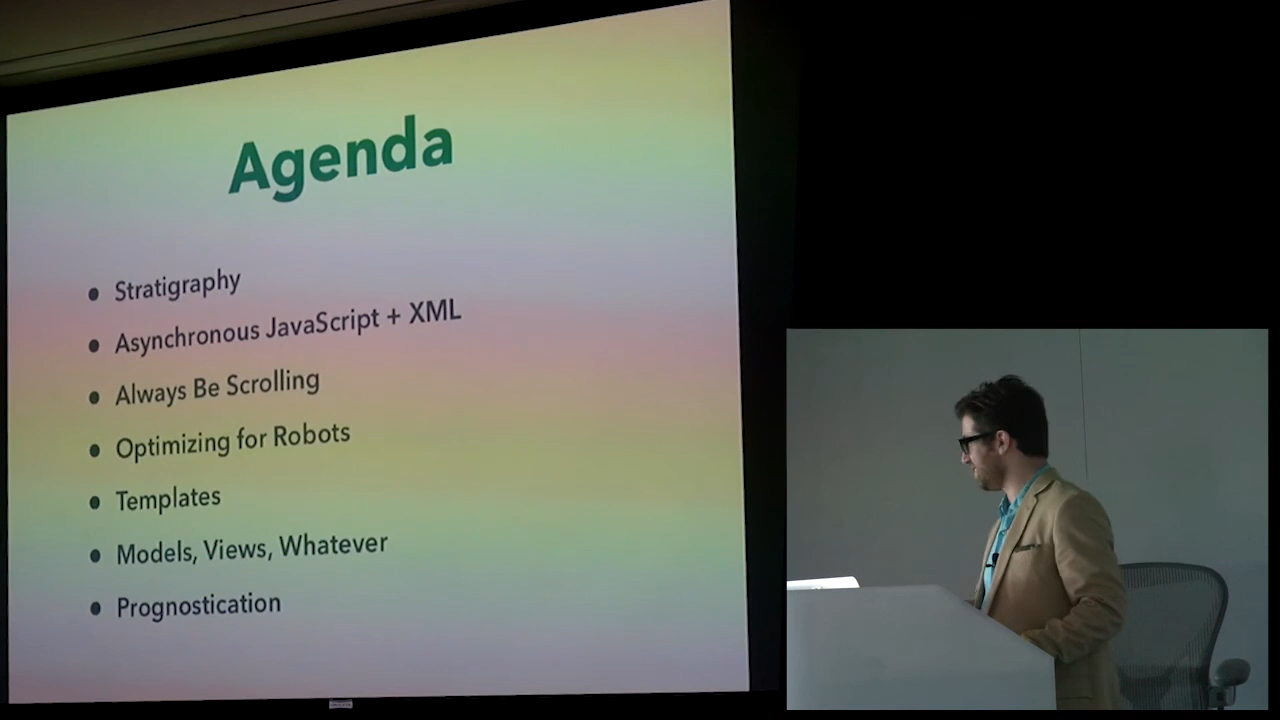 Agenda
Stratigraphy
Asynchronous JavaScript + XML
Always Be Scrolling
Optimizing for Robots
Templates
Models, Views, Whatever
Prognostication